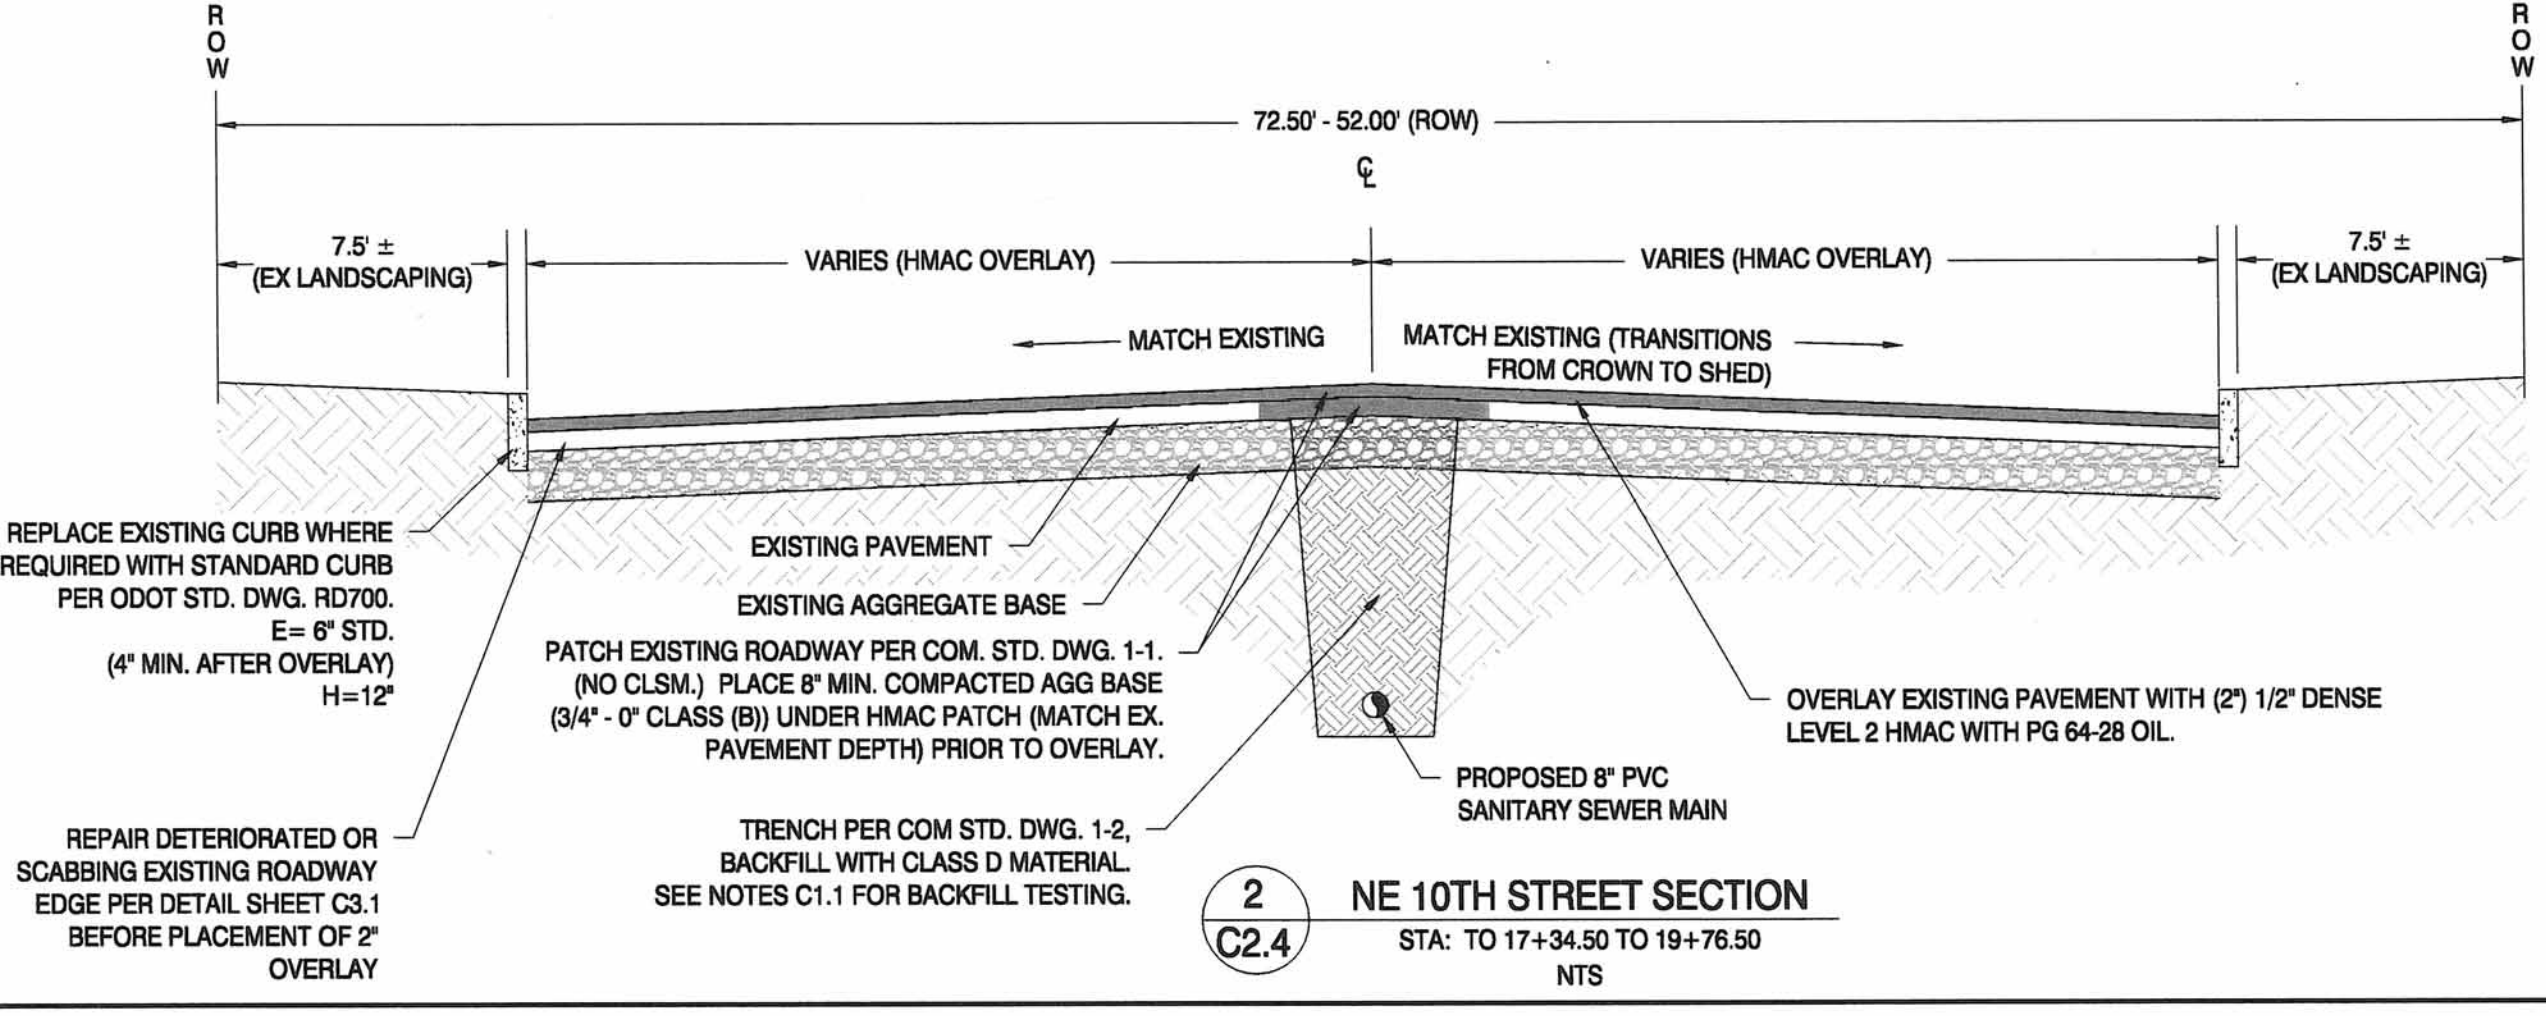 R
O
W
R
O
W
72.50' - 52.00' (ROW)
℄
7.5' ±
(EX LANDSCAPING)
VARIES (HMAC OVERLAY)
VARIES (HMAC OVERLAY)
7.5' ±
(EX LANDSCAPING)
MATCH EXISTING
MATCH EXISTING (TRANSITIONS
FROM CROWN TO SHED)
REPLACE EXISTING CURB WHERE
REQUIRED WITH STANDARD CURB
PER ODOT STD. DWG. RD700.
E= 6" STD.
(4" MIN. AFTER OVERLAY)
H=12"
EXISTING PAVEMENT
EXISTING AGGREGATE BASE
PATCH EXISTING ROADWAY PER COM. STD. DWG. 1-1.
(NO CLSM.) PLACE 8" MIN. COMPACTED AGG BASE
(3/4" - 0" CLASS (B)) UNDER HMAC PATCH (MATCH EX.
PAVEMENT DEPTH) PRIOR TO OVERLAY.
OVERLAY EXISTING PAVEMENT WITH (2") 1/2" DENSE
LEVEL 2 HMAC WITH PG 64-28 OIL.
PROPOSED 8" PVC
SANITARY SEWER MAIN
REPAIR DETERIORATED OR
SCABBING EXISTING ROADWAY
EDGE PER DETAIL SHEET C3.1
BEFORE PLACEMENT OF 2"
OVERLAY
TRENCH PER COM STD. DWG. 1-2,
BACKFILL WITH CLASS D MATERIAL.
SEE NOTES C1.1 FOR BACKFILL TESTING.
2
C2.4
NE 10TH STREET SECTION
STA: TO 17+34.50 TO 19+76.50
NTS